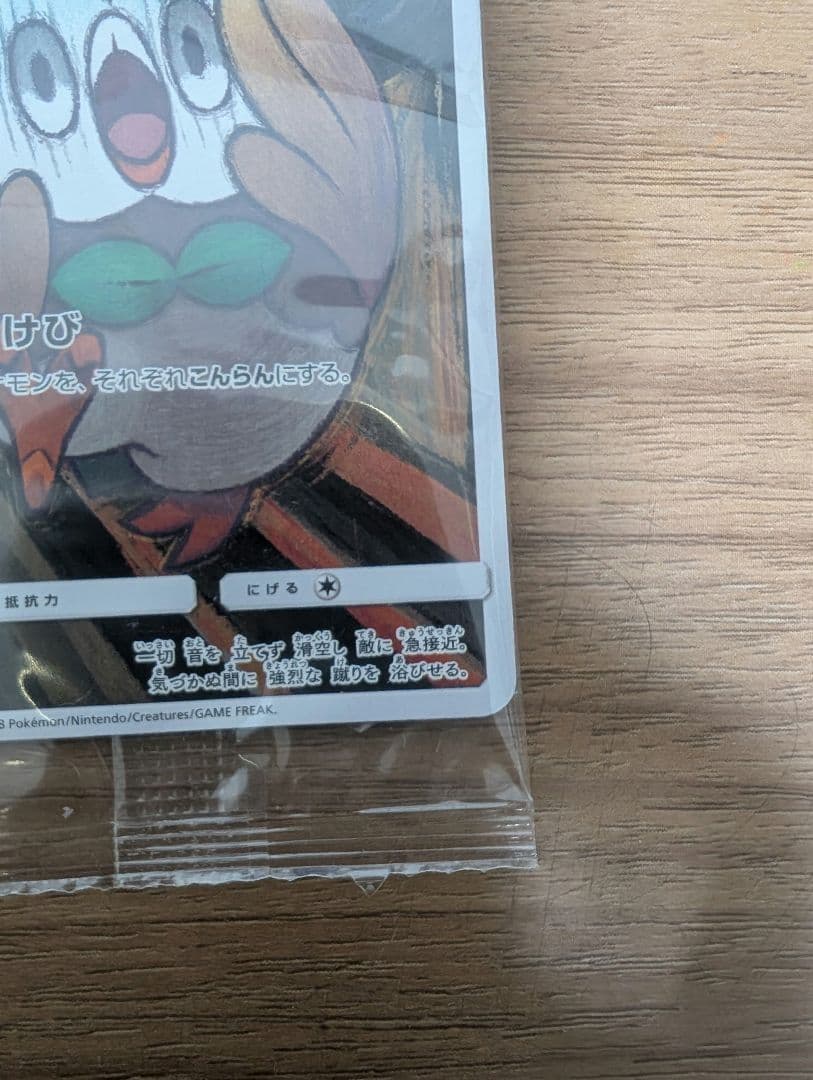 けび
モンを、それぞれこんらんにする。
抵抗力
にげる
一切 音を 立てず 滑空し 敵に 急接近。
気づかぬ間に 強烈な 蹴りを 浴びせる。
8 Pokémon/Nintendo/Creatures/GAME FREAK.